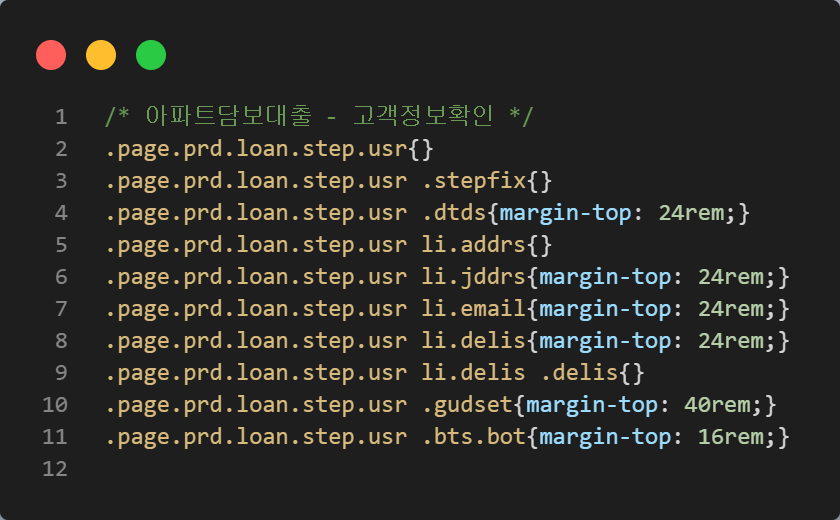 1 /* 아파트담보대출 - 고객정보확인 */
2 .page.prd.loan.step.usr{}
3 .page.prd.loan.step.usr .stepfix{}
4 .page.prd.loan.step.usr .dtds{margin-top: 24rem;}
5 .page.prd.loan.step.usr li.addrs{}
6 .page.prd.loan.step.usr li.jddrs{margin-top: 24rem;}
7 .page.prd.loan.step.usr li.email{margin-top: 24rem;}
8 .page.prd.loan.step.usr li.delis{margin-top: 24rem;}
9 .page.prd.loan.step.usr li.delis .delis{}
10 .page.prd.loan.step.usr .gudset{margin-top: 40rem;}
11 .page.prd.loan.step.usr .bts.bot{margin-top: 16rem;}
12